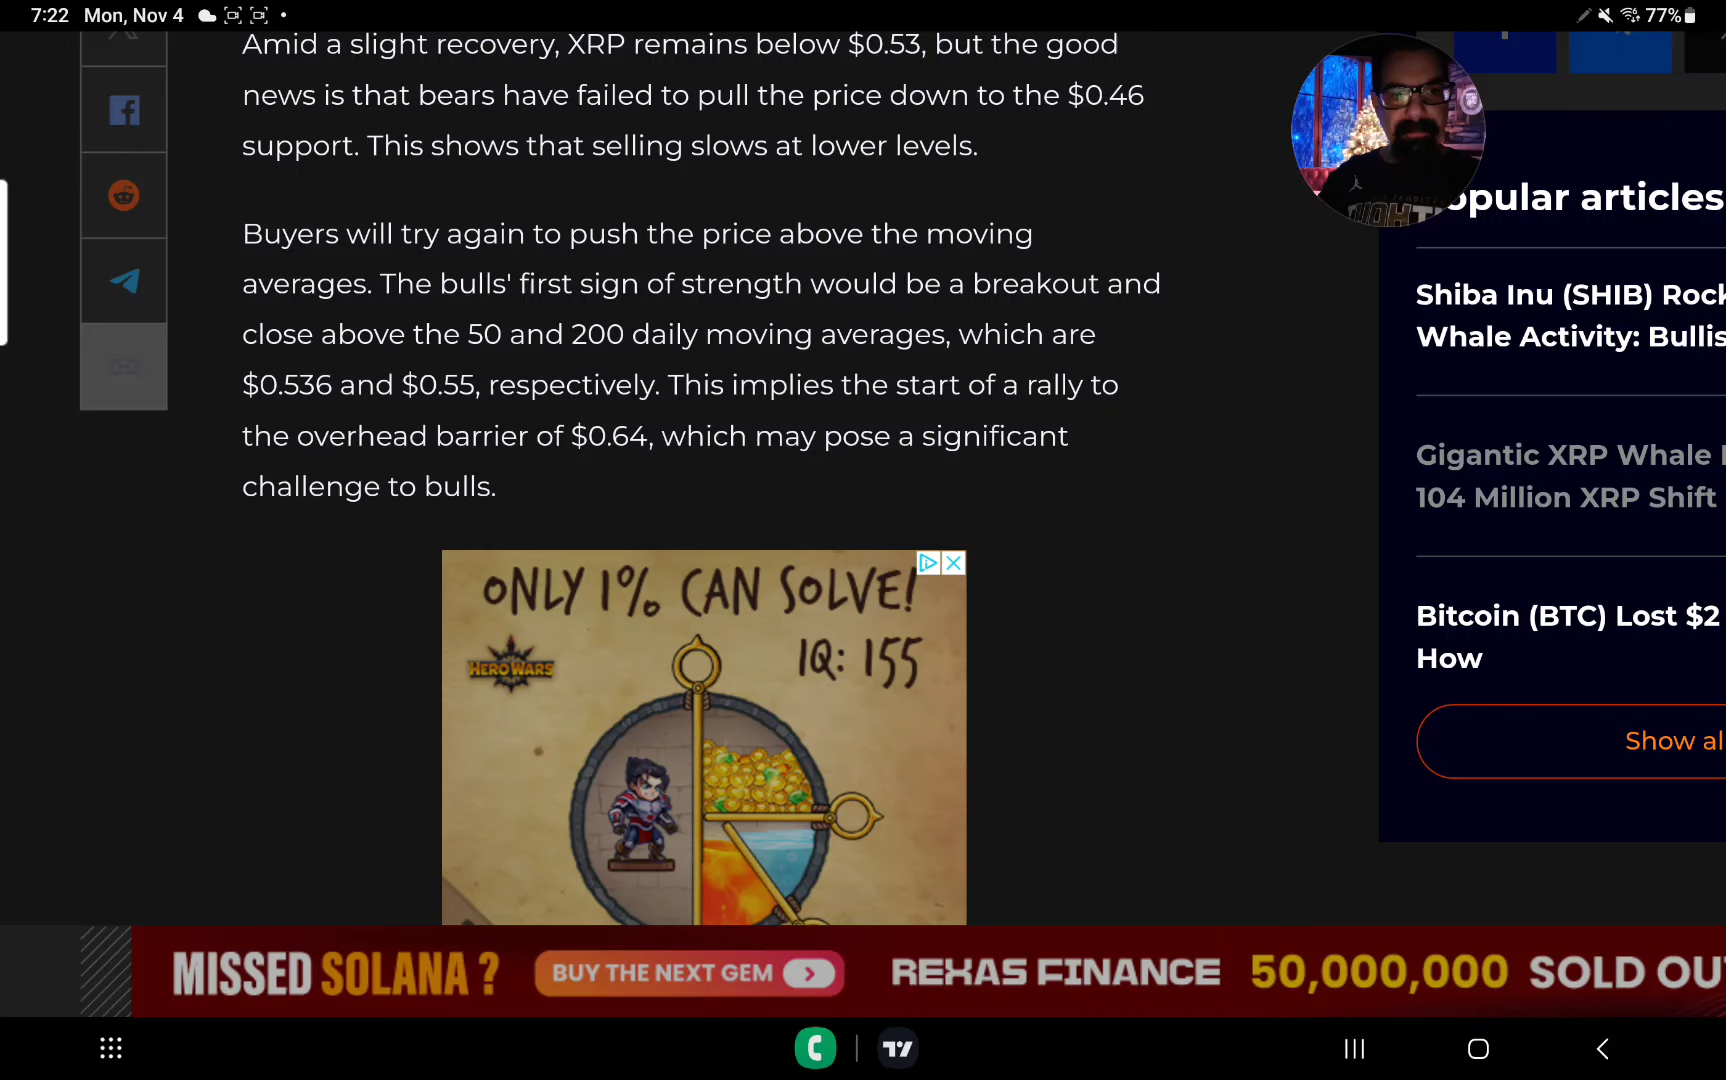 7:22 Mon, Nov 4
77%
Amid a slight recovery, XRP remains below $0.53, but the good
news is that bears have failed to pull the price down to the $0.46
support. This shows that selling slows at lower levels.
Buyers will try again to push the price above the moving
averages. The bulls' first sign of strength would be a breakout and
close above the 50 and 200 daily moving averages, which are
$0.536 and $0.55, respectively. This implies the start of a rally to
the overhead barrier of $0.64, which may pose a significant
challenge to bulls.
opular articles
Shiba Inu (SHIB) Rock
Whale Activity: Bullis
Gigantic XRP Whale
104 Million XRP Shift
Bitcoin (BTC) Lost $2
How
Show al
ONLY 1% CAN SOLVE!
HERO WARS
IQ: 155
MISSED SOLANA ?
BUY THE NEXT GEM
REXAS FINANCE
50,000,000 SOLD OU